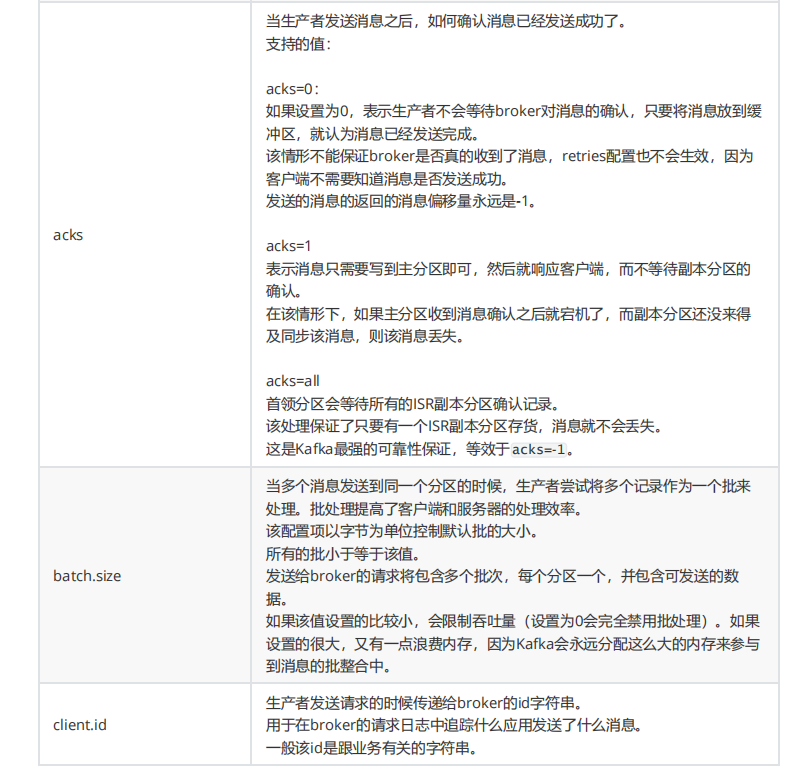 当生产者发送消息之后，如何确认消息已经发送成功了。
支持的值：
acks=0：
如果设置为0，表示生产者不会等待broker对消息的确认，只要将消息放到缓
冲区，就认为消息已经发送完成。
该情形不能保证broker是否真的收到了消息，retries配置也不会生效，因为
客户端不需要知道消息是否发送成功。
发送的消息的返回的消息偏移量永远是-1。
acks
acks=1
表示消息只需要写到主分区即可，然后就响应客户端，而不等待副本分区的
确认。
在该情形下，如果主分区收到消息确认之后就宕机了，而副本分区还没来得
及同步该消息，则该消息丢失。
acks=all
首领分区会等待所有的ISR副本分区确认记录。
该处理保证了只要有一个ISR副本分区存货，消息就不会丢失。
这是Kafka最强的可靠性保证，等效于acks=-1。
当多个消息发送到同一个分区的时候，生产者尝试将多个记录作为一个批来
处理。批处理提高了客户端和服务器的处理效率。
该配置项以字节为单位控制默认批的大小。
所有的批小于等于该值。
batch.size
发送给broker的请求将包含多个批次，每个分区一个，并包含可发送的数
据。
如果该值设置的比较小，会限制吞吐量（设置为0会完全禁用批处理）。如果
设置的很大，又有一点浪费内存，因为Kafka会永远分配这么大的内存来参与
到消息的批整合中。
生产者发送请求的时候传递给broker的id字符串。
client.id
用于在broker的请求日志中追踪什么应用发送了什么消息。
一般该id是跟业务有关的字符串。